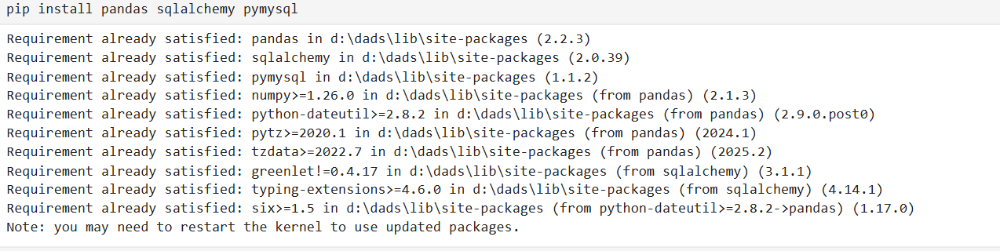 pip install pandas sqlalchemy pymysql
Requirement already satisfied: pandas in d:\dads\lib\site-packages (2.2.3)
Requirement already satisfied: sqlalchemy in d:\dads\lib\site-packages (2.0.39)
Requirement already satisfied: pymysql in d:\dads\lib\site-packages (1.1.2)
Requirement already satisfied: numpy>=1.26.0 in d:\dads\lib\site-packages (from pandas) (2.1.3)
Requirement already satisfied: python-dateutil>=2.8.2 in d:\dads\lib\site-packages (from pandas) (2.9.0.post0)
Requirement already satisfied: pytz>=2020.1 in d:\dads\lib\site-packages (from pandas) (2024.1)
Requirement already satisfied: tzdata>=2022.7 in d:\dads\lib\site-packages (from pandas) (2025.2)
Requirement already satisfied: greenlet!=0.4.17 in d:\dads\lib\site-packages (from sqlalchemy) (3.1.1)
Requirement already satisfied: typing-extensions>=4.6.0 in d:\dads\lib\site-packages (from sqlalchemy) (4.14.1)
Requirement already satisfied: six>=1.5 in d:\dads\lib\site-packages (from python-dateutil>=2.8.2->pandas) (1.17.0)
Note: you may need to restart the kernel to use updated packages.